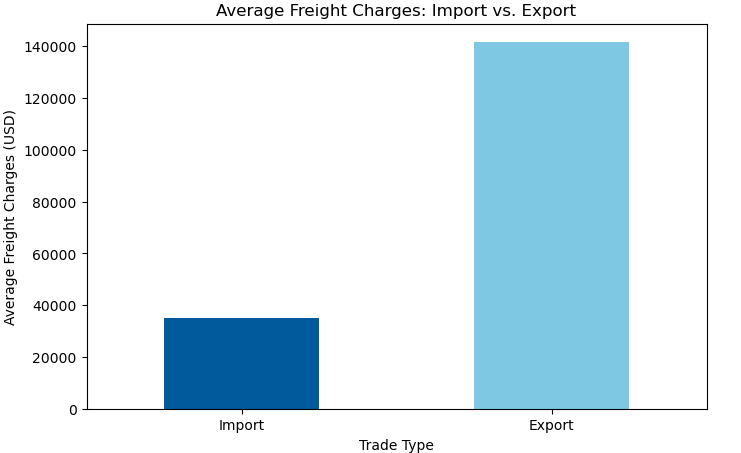 Average Freight Charges: Import vs. Export
Average Freight Charges (USD)
140000
120000
100000
80000
60000
40000
20000
0
Import Export
Trade Type